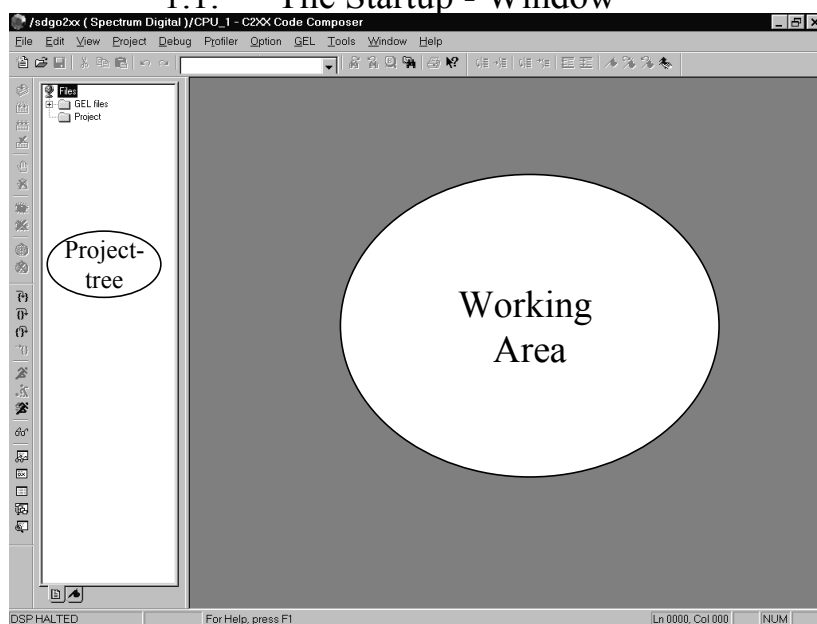 1.1. The Startup - Window
/sdgo2xx ( Spectrum Digital )/CPU_1 - C2XX Code Composer
File Edit View Project Debug Profiler Option GEL Tools Window Help
Files
GEL files
Project
Project-
tree
Working
Area
DSP HALTED For Help, press F1 Ln 0000, Col 000 NUM